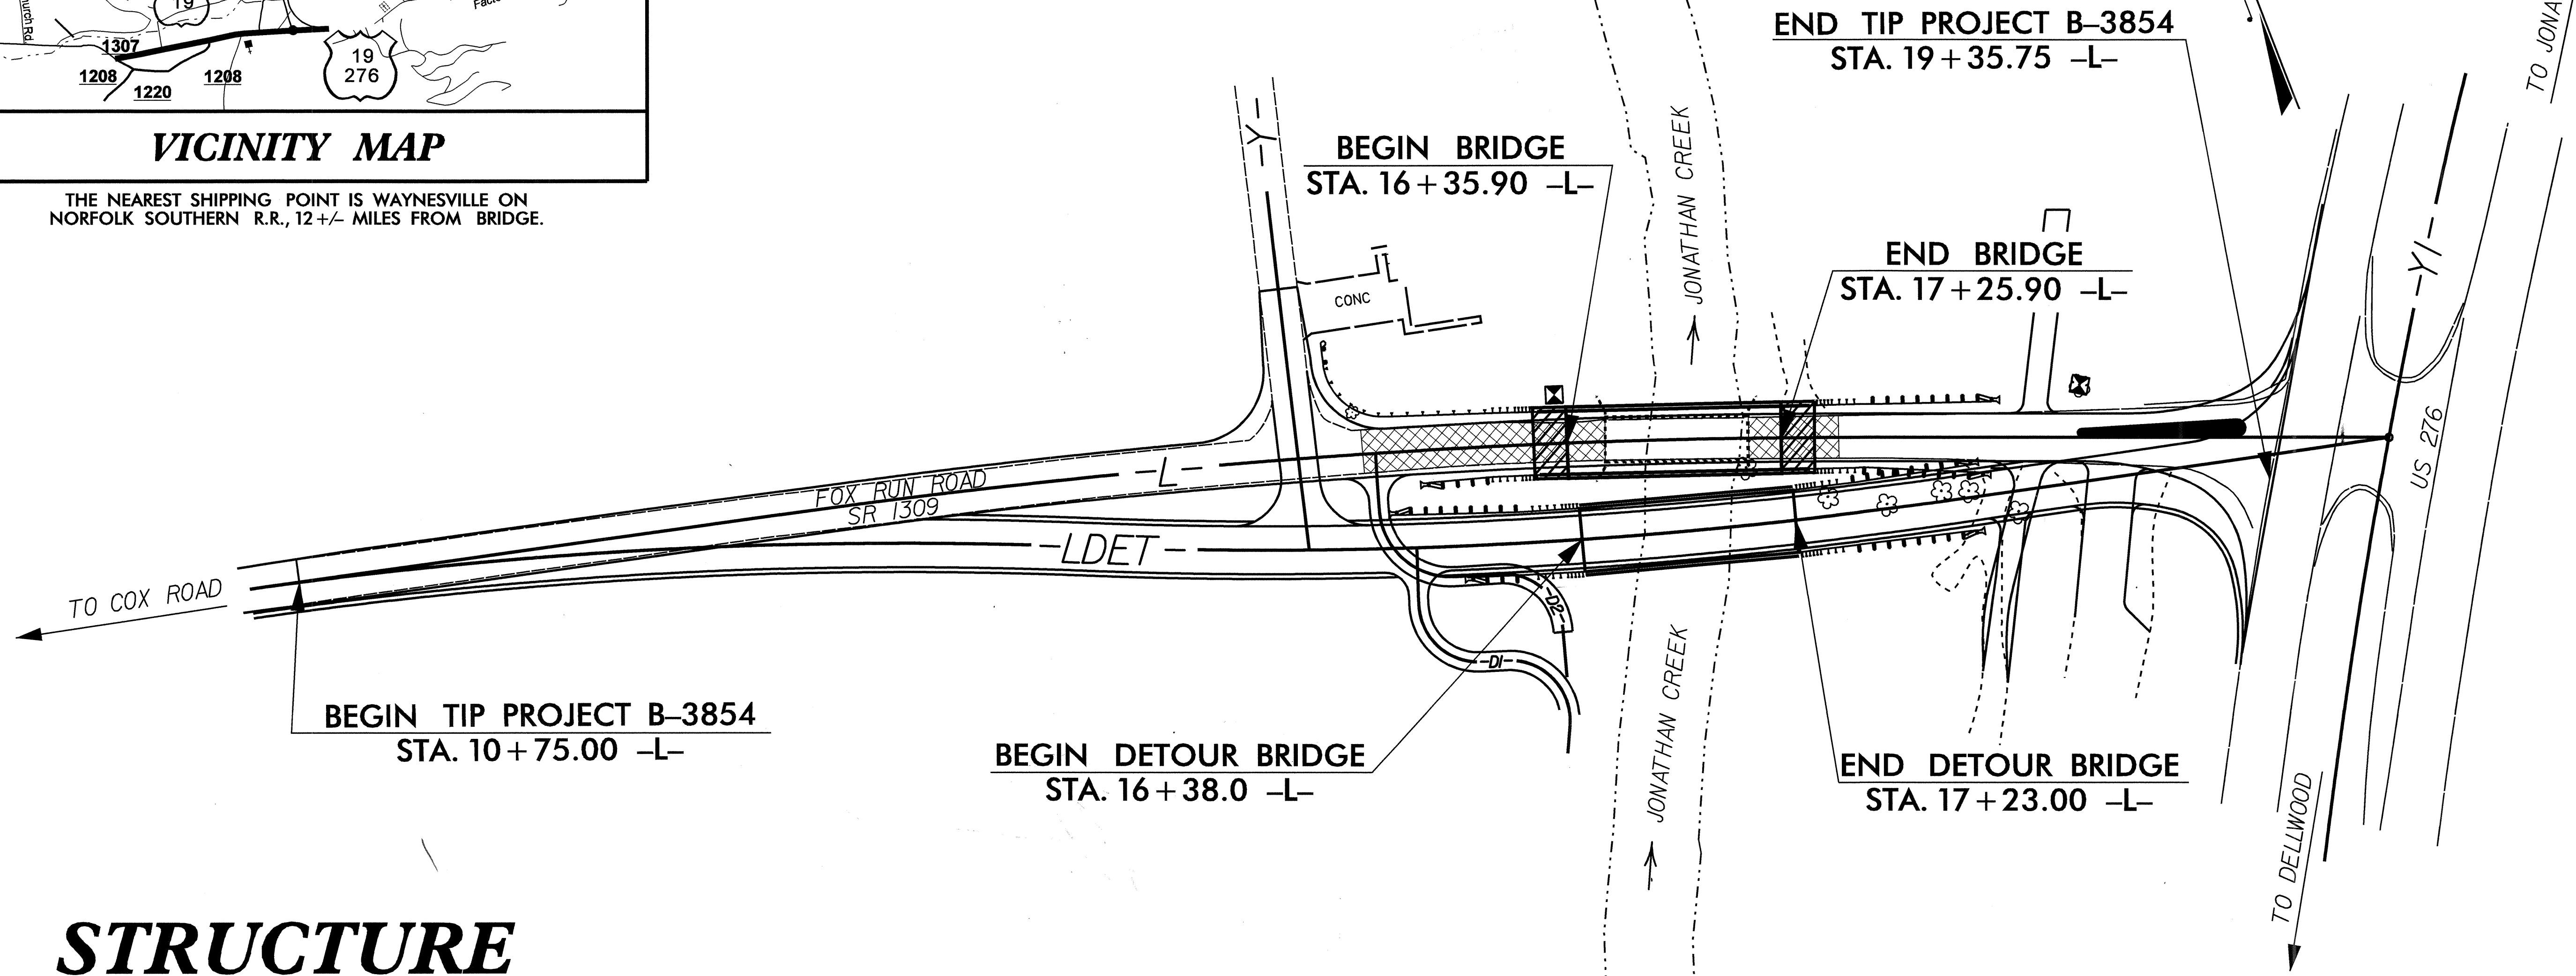 19
1307
1208
1220
1208
19
276
VICINITY MAP
THE NEAREST SHIPPING POINT IS WAYNESVILLE ON
NORFOLK SOUTHERN R.R., 12 +/– MILES FROM BRIDGE.
END TIP PROJECT B–3854
STA. 19+35.75 –L–
TO
–Y–
BEGIN BRIDGE
STA. 16+35.90 –L–
JONATHAN CREEK
END BRIDGE
STA. 17+25.90 –L–
–Y1–
CONC
US 276
–L–
FOX RUN ROAD
SR 1309
–LDET–
TO COX ROAD
–D2–
–D1–
JONATHAN CREEK
BEGIN TIP PROJECT B–3854
STA. 10+75.00 –L–
BEGIN DETOUR BRIDGE
STA. 16+38.0 –L–
END DETOUR BRIDGE
STA. 17+23.00 –L–
TO DELLWOOD
STRUCTURE